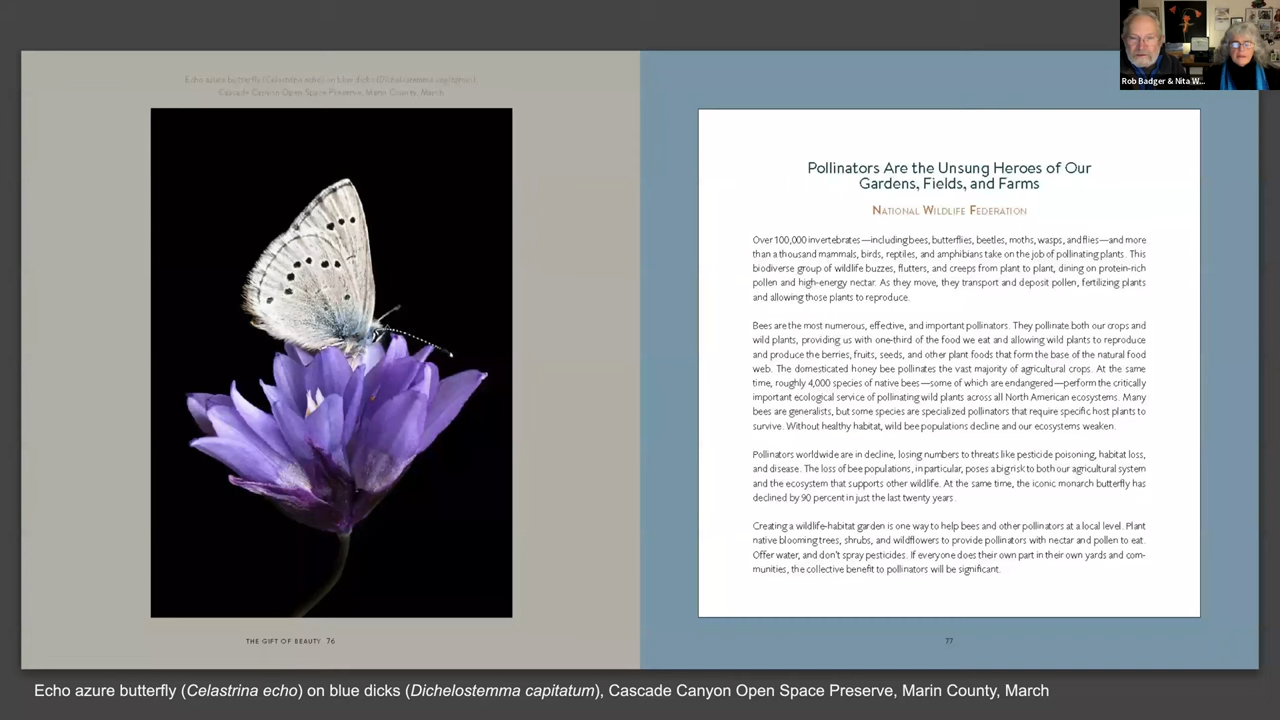 Rob Badger & Nita W...
Echo azure butterfly (Celastrina echo) on blue dicks (Dichelostemma capitatum),
Cascade Canyon Open Space Preserve, Marin County, March
THE GIFT OF BEAUTY 76
Pollinators Are the Unsung Heroes of Our
Gardens, Fields, and Farms
National Wildlife Federation
Over 100,000 invertebrates—including bees, butterflies, beetles, moths, wasps, and flies—and more
than a thousand mammals, birds, reptiles, and amphibians take on the job of pollinating plants. This
biodiverse group of wildlife buzzes, flutters, and creeps from plant to plant, dining on protein-rich
pollen and high-energy nectar. As they move, they transport and deposit pollen, fertilizing plants
and allowing those plants to reproduce.
Bees are the most numerous, effective, and important pollinators. They pollinate both our crops and
wild plants, providing us with one-third of the food we eat and allowing wild plants to reproduce
and produce the berries, fruits, seeds, and other plant foods that form the base of the natural food
web. The domesticated honey bee pollinates the vast majority of agricultural crops. At the same
time, roughly 4,000 species of native bees—some of which are endangered—perform the critically
important ecological service of pollinating wild plants across all North American ecosystems. Many
bees are generalists, but some species are specialized pollinators that require specific host plants to
survive. Without healthy habitat, wild bee populations decline and our ecosystems weaken.
Pollinators worldwide are in decline, losing numbers to threats like pesticide poisoning, habitat loss,
and disease. The loss of bee populations, in particular, poses a big risk to both our agricultural system
and the ecosystem that supports other wildlife. At the same time, the iconic monarch butterfly has
declined by 90 percent in just the last twenty years.
Creating a wildlife-habitat garden is one way to help bees and other pollinators at a local level. Plant
native blooming trees, shrubs, and wildflowers to provide pollinators with nectar and pollen to eat.
Offer water, and don't spray pesticides. If everyone does their own part in their own yards and com-
munities, the collective benefit to pollinators will be significant.
77
Echo azure butterfly (Celastrina echo) on blue dicks (Dichelostemma capitatum), Cascade Canyon Open Space Preserve, Marin County, March